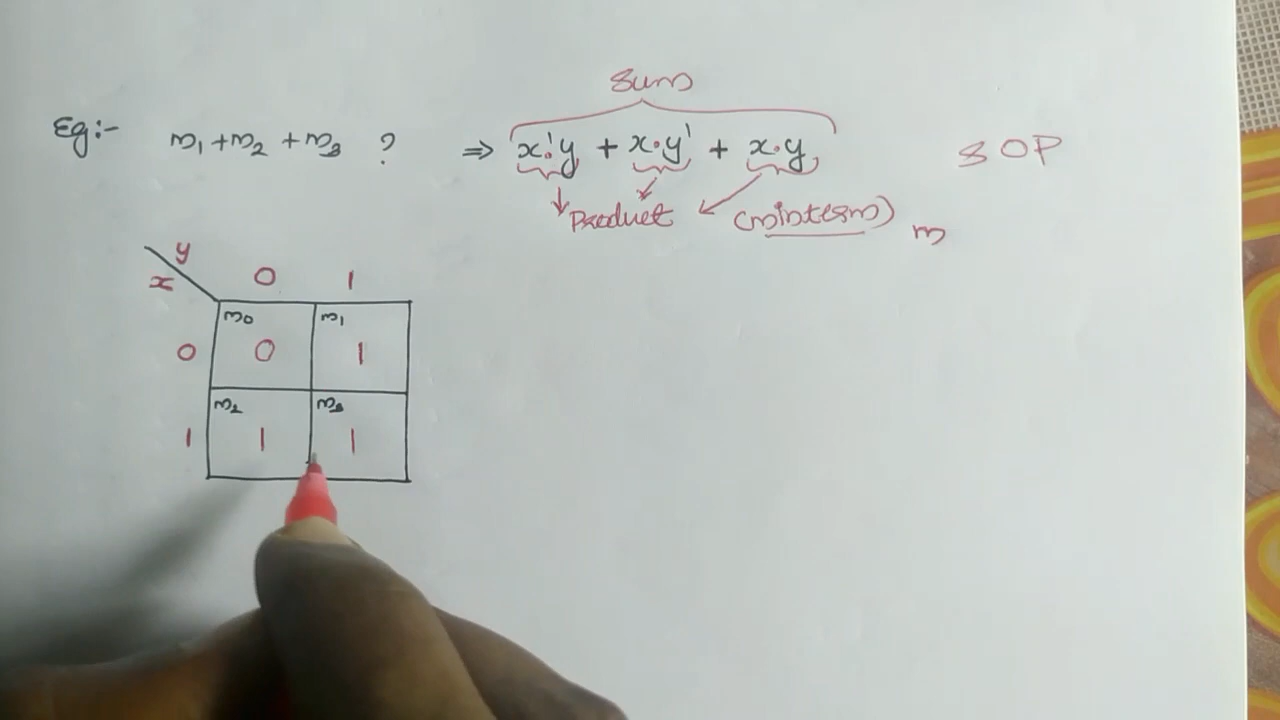 Sum
Eg:- m₁ + m₂ + m₃ ? ⇒ x'.y + x.y' + x.y SOP
Product (minterm) m
y
x 0 1
m₀ m₁
0 0 1
m₂ m₃
1 1 1